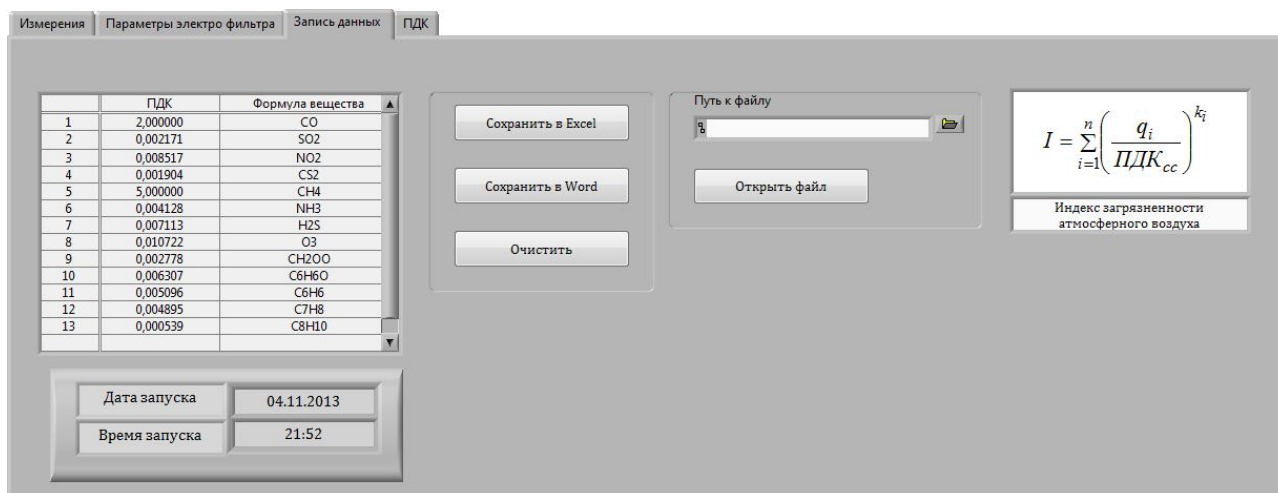 Измерения Параметры электро фильтра Запись данных ПДК
ПДК Формула вещества
1 2,000000 CO
2 0,002171 SO2
3 0,008517 NO2
4 0,001904 CS2
5 5,000000 CH4
6 0,004128 NH3
7 0,007113 H2S
8 0,010722 O3
9 0,002778 CH2OO
10 0,006307 C6H6O
11 0,005096 C6H6
12 0,004895 C7H8
13 0,000539 C8H10
Дата запуска 04.11.2013
Время запуска 21:52
Сохранить в Excel
Сохранить в Word
Очистить
Путь к файлу
Открыть файл
I = n∑i=1 (qi / ПДКcc)^ki
Индекс загрязненности
атмосферного воздуха